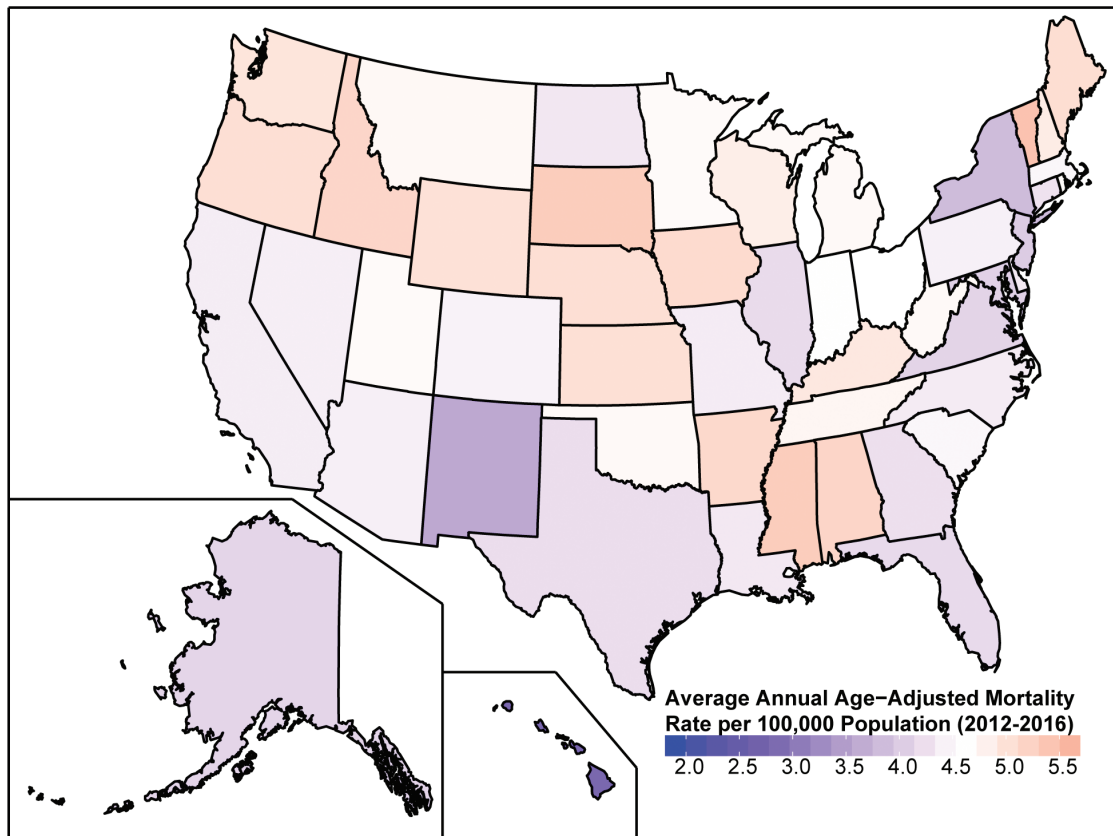 Average Annual Age−Adjusted Mortality
Rate per 100,000 Population (2012-2016)
2.0 2.5 3.0 3.5 4.0 4.5 5.0 5.5